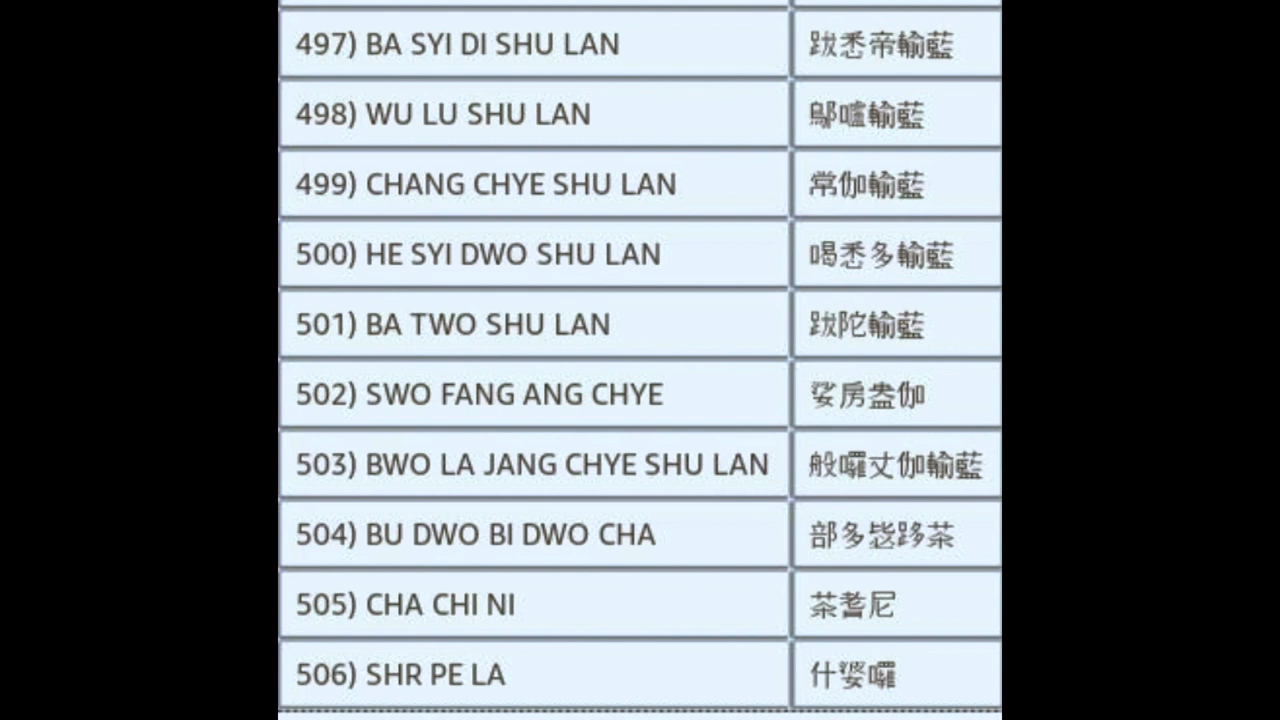 497) BA SYI DI SHU LAN 跋悉帝輸藍
498) WU LU SHU LAN 鄔嚧輸藍
499) CHANG CHYE SHU LAN 常伽輸藍
500) HE SYI DWO SHU LAN 喝悉多輸藍
501) BA TWO SHU LAN 跋陀輸藍
502) SWO FANG ANG CHYE 娑房盎伽
503) BWO LA JANG CHYE SHU LAN 般囉丈伽輸藍
504) BU DWO BI DWO CHA 部多毖跢茶
505) CHA CHI NI 茶耆尼
506) SHR PE LA 什婆囉